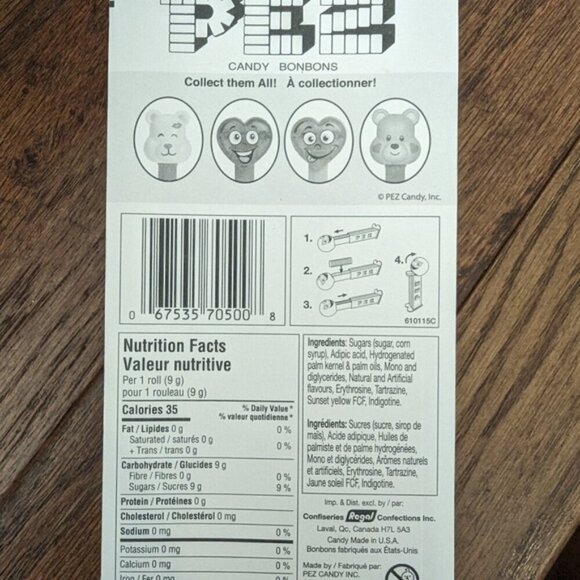 PEZ
CANDY BONBONS
Collect them All! À collectionner!
© PEZ Candy, Inc.
0 67535 70500 8
1.
2.
3.
4.
610115C
Nutrition Facts
Valeur nutritive
Per 1 roll (9 g)
pour 1 rouleau (9 g)
Calories 35 % Daily Value*
% valeur quotidienne*
Fat / Lipides 0 g 0 %
Saturated / saturés 0 g
+ Trans / trans 0 g 0 %
Carbohydrate / Glucides 9 g
Fibre / Fibres 0 g 0 %
Sugars / Sucres 9 g 9 %
Protein / Protéines 0 g
Cholesterol / Cholestérol 0 mg
Sodium 0 mg 0 %
Potassium 0 mg 0 %
Calcium 0 mg 0 %
Iron / Fer 0 mg 0 %
Ingredients: Sugars (sugar, corn
syrup), Adipic acid, Hydrogenated
palm kernel & palm oils, Mono and
diglycerides, Natural and Artificial
flavours, Erythrosine, Tartrazine,
Sunset yellow FCF, Indigotine.
Ingrédients: Sucres (sucre, sirop de
maïs), Acide adipique, Huiles de
palmiste et de palme hydrogénées,
Mono et diglycérides, Arômes naturels
et artificiels, Erythrosine, Tartrazine,
Jaune soleil FCF, Indigotine.
Imp. & Dist. excl. by / par:
Confiseries Regal Confections Inc.
Laval, Qc, Canada H7L 5A3
Candy Made in U.S.A.
Bonbons fabriqués aux États-Unis
Made by / Fabriqué par:
PEZ CANDY INC.